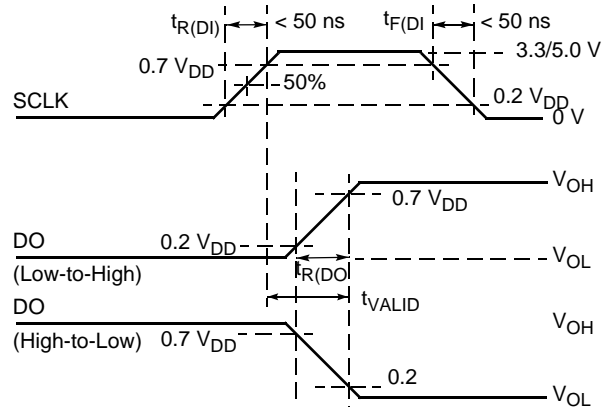 tR(DI) < 50 ns tF(DI < 50 ns
3.3/5.0 V
0.7 VDD
50%
SCLK
0.2 VDD
0 V
VOH
0.7 VDD
DO
(Low-to-High)
0.2 VDD
tR(DO
VOL
tVALID
DO
(High-to-Low)
VOH
0.7 VDD
0.2
VOL